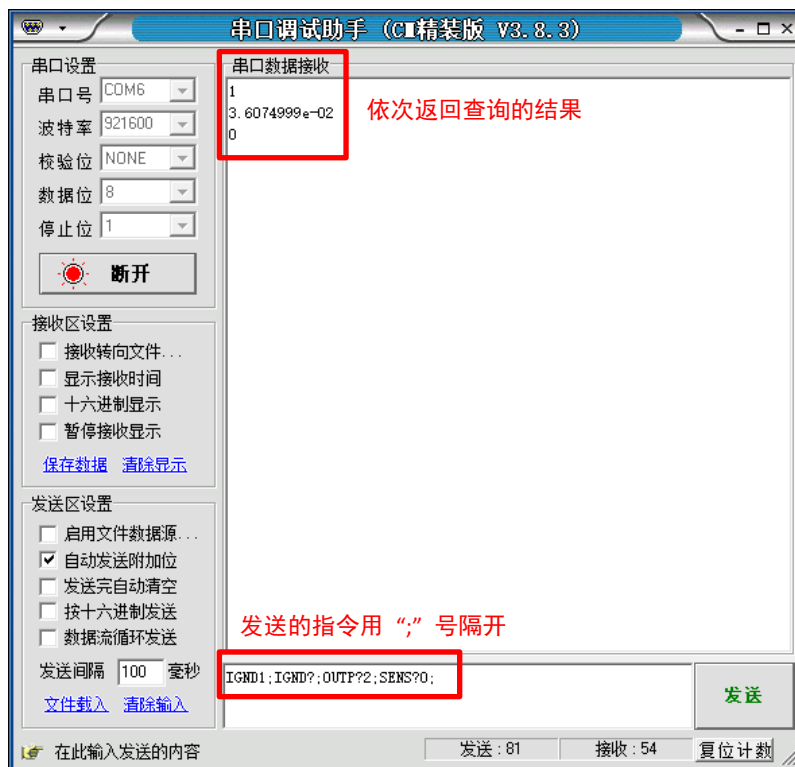 串口调试助手 (CM精装版 V3.8.3)
串口设置
串口号 COM6
波特率 921600
校验位 NONE
数据位 8
停止位 1
断开
接收区设置
接收转向文件...
显示接收时间
十六进制显示
暂停接收显示
保存数据 清除显示
发送区设置
启用文件数据源...
自动发送附加位
发送完自动清空
按十六进制发送
数据流循环发送
发送间隔 100 毫秒
文件载入 清除输入
串口数据接收
1
3.6074999e-02
0
依次返回查询的结果
发送的指令用 “;” 号隔开
IGND1;IGND?;OUTP?2;SENS?0;
发送
在此输入发送的内容
发送 : 81
接收 : 54
复位计数